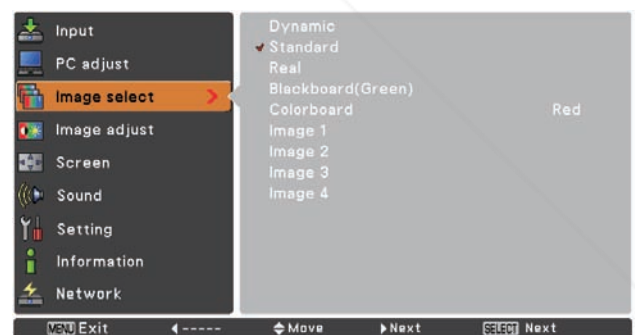 Input
PC adjust
Image select
Image adjust
Screen
Sound
Setting
Information
Network
Dynamic
Standard
Real
Blackboard(Green)
Colorboard Red
Image 1
Image 2
Image 3
Image 4
MENU Exit ----- Move Next SELECT Next